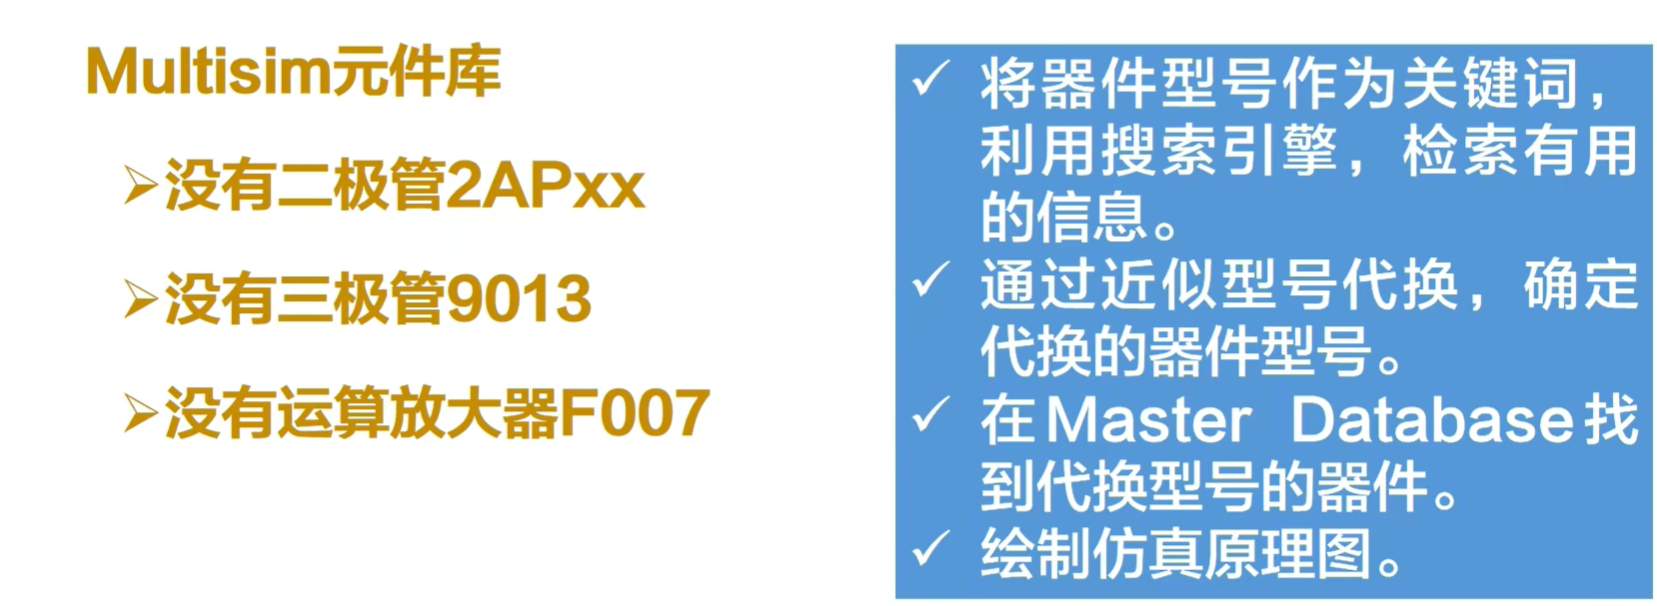 Multisim元件库
➢没有二极管2APxx
➢没有三极管9013
➢没有运算放大器F007
✓ 将器件型号作为关键词，
利用搜索引擎，检索有用
的信息。
✓ 通过近似型号代换，确定
代换的器件型号。
✓ 在Master Database找
到代换型号的器件。
✓ 绘制仿真原理图。